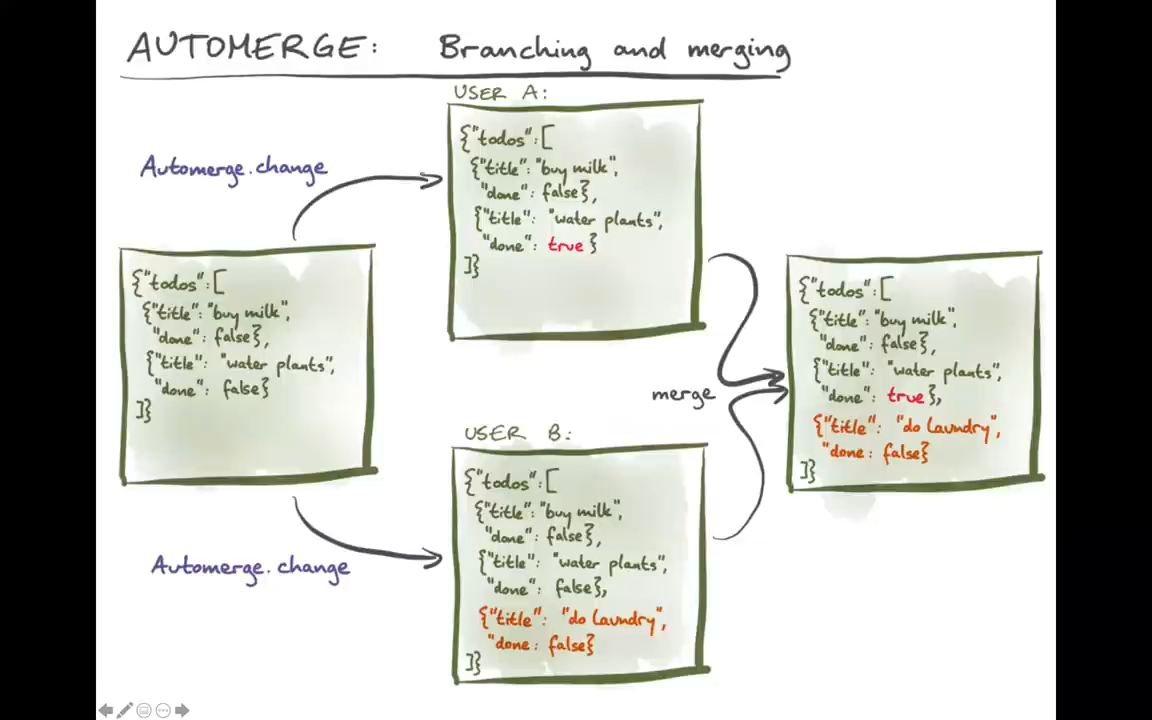 AUTOMERGE: Branching and merging
USER A:
{"todos":[
{"title":"buy milk",
"done": false},
{"title": "water plants",
"done": true}
]}
Automerge.change
{"todos":[
{"title":"buy milk",
"done": false},
{"title": "water plants",
"done": false}
]}
Automerge.change
USER B:
{"todos":[
{"title":"buy milk",
"done": false},
{"title": "water plants",
"done": false},
{"title": "do laundry",
"done: false}
]}
merge
{"todos":[
{"title":"buy milk",
"done": false},
{"title": "water plants",
"done": true},
{"title": "do laundry",
"done: false}
]}